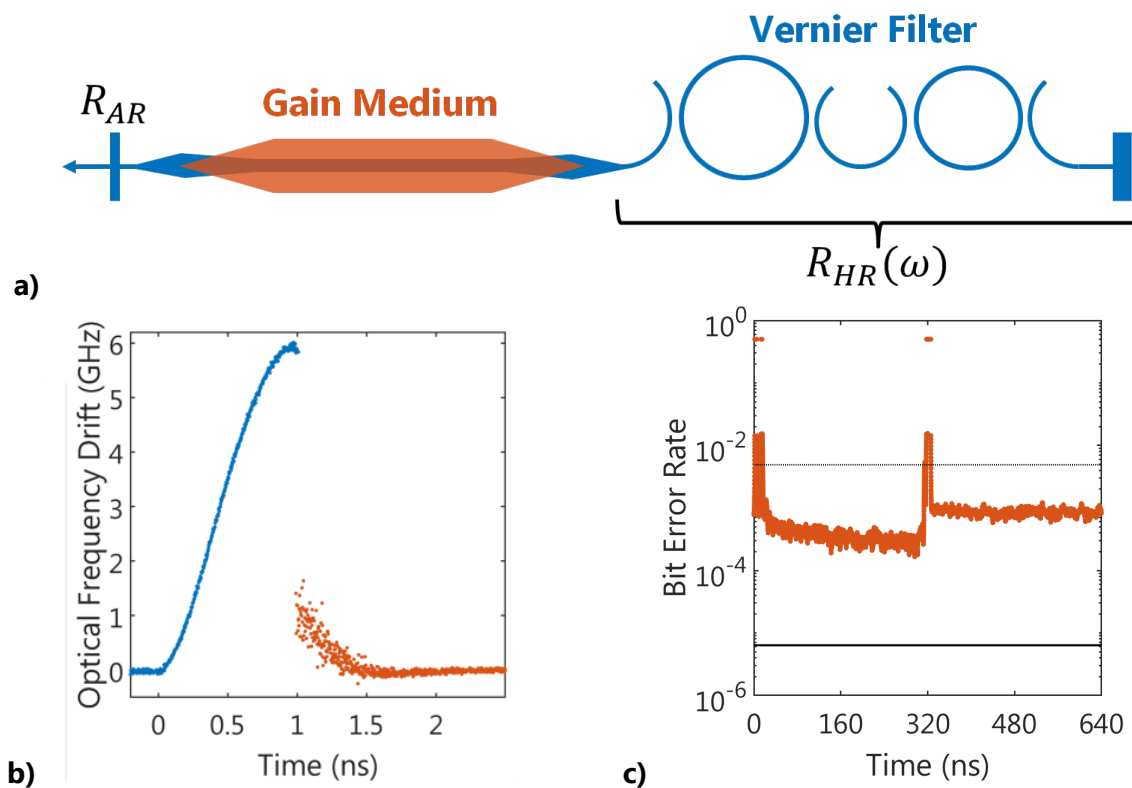 Vernier Filter
Gain Medium
R_AR
R_HR(ω)
a)
Optical Frequency Drift (GHz)
6
5
4
3
2
1
0
0 0.5 1 1.5 2
Time (ns)
b)
Bit Error Rate
10^0
10^-2
10^-4
10^-6
0 160 320 480 640
Time (ns)
c)